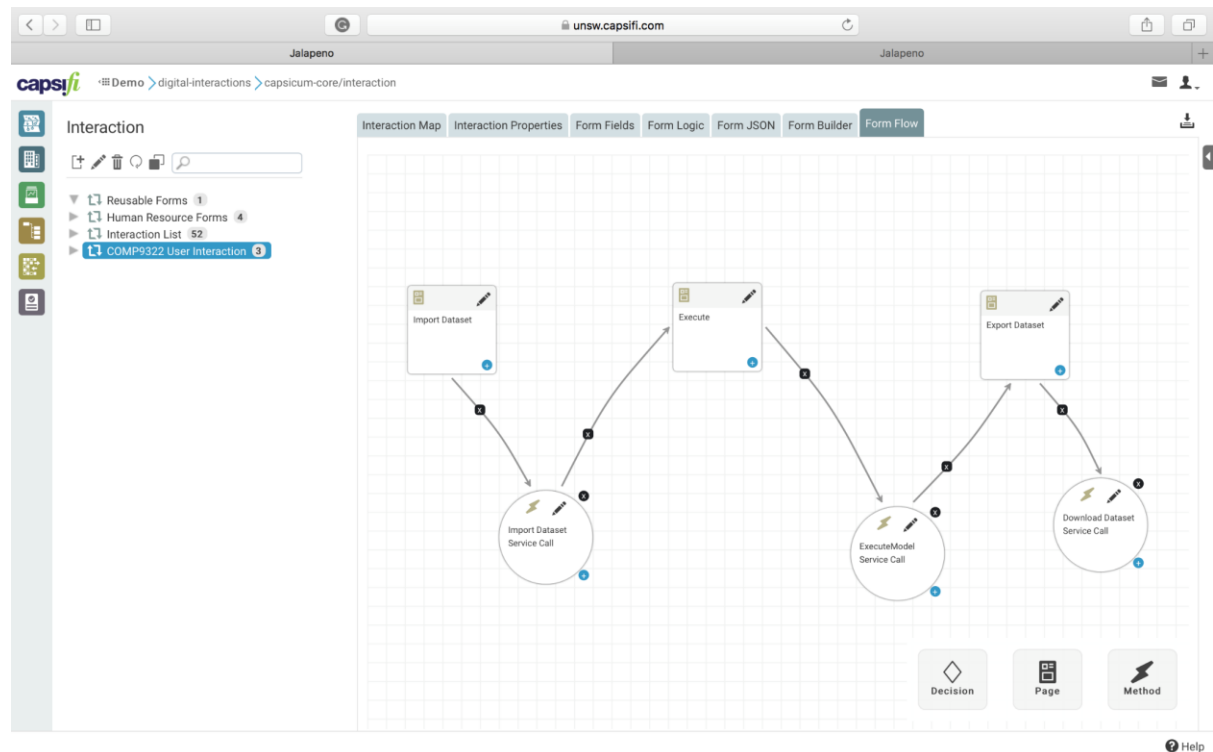 unsw.capsifi.com
Jalapeno
Jalapeno
capsifi
Demo
digital-interactions
capsicum-core/interaction
Interaction
Interaction Map
Interaction Properties
Form Fields
Form Logic
Form JSON
Form Builder
Form Flow
Reusable Forms 1
Human Resource Forms 4
Interaction List 52
COMP9322 User Interaction 3
Import Dataset
Execute
Export Dataset
Import Dataset
Service Call
ExecuteModel
Service Call
Download Dataset
Service Call
Decision
Page
Method
Help